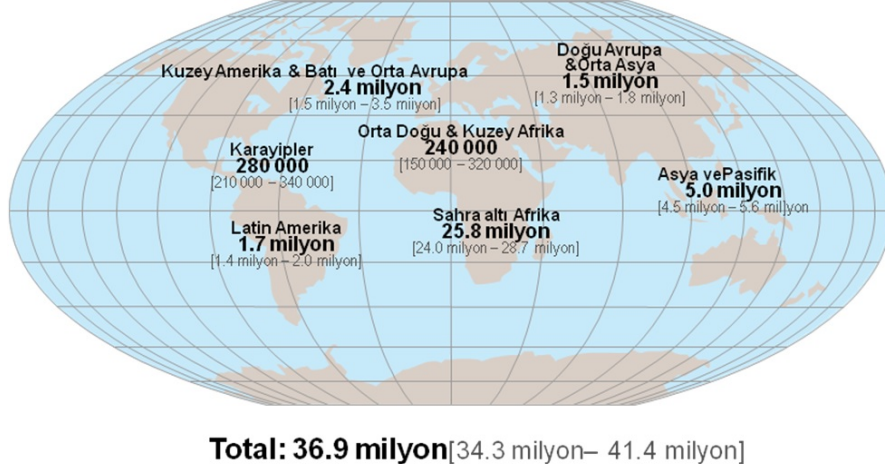 Kuzey Amerika & Batı ve Orta Avrupa
2.4 milyon
[1.5 milyon – 3.5 miiyon]
Doğu Avrupa
&Orta Asya
1.5 milyon
[1.3 milyon – 1.8 milyon]
Orta Doğu & Kuzey Afrika
240 000
[150 000 – 320 000]
Karayipler
280 000
[210 000 – 340 000]
Asya vePasifik
5.0 milyon
[4.5 milyon – 5.6 mil]yon
Sahra altı Afrika
25.8 milyon
[24.0 milyon – 28.7 milyon]
Latin Amerika
1.7 milyon
[1.4 milyon – 2.0 milyon]
Total: 36.9 milyon[34.3 milyon– 41.4 milyon]